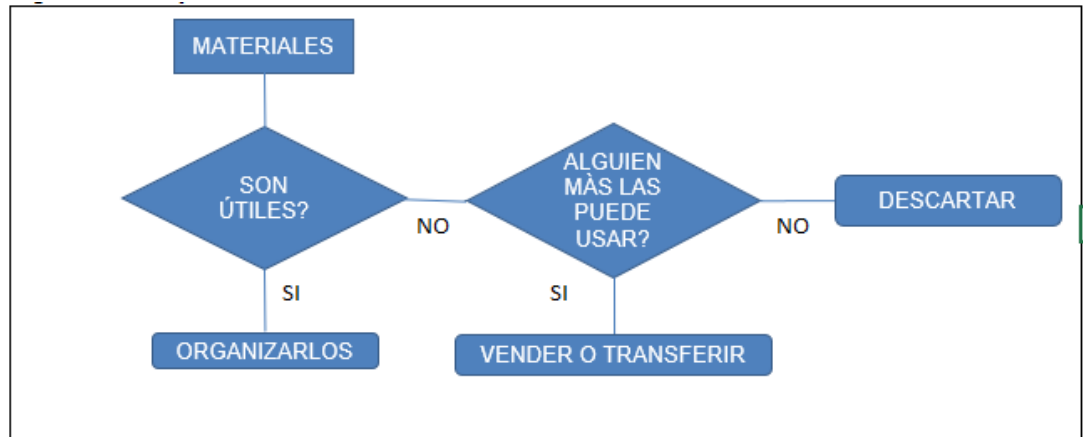 MATERIALES
SON
ÚTILES?
NO
SI
ORGANIZARLOS
ALGUIEN
MÀS LAS
PUEDE
USAR?
NO
SI
VENDER O TRANSFERIR
DESCARTAR